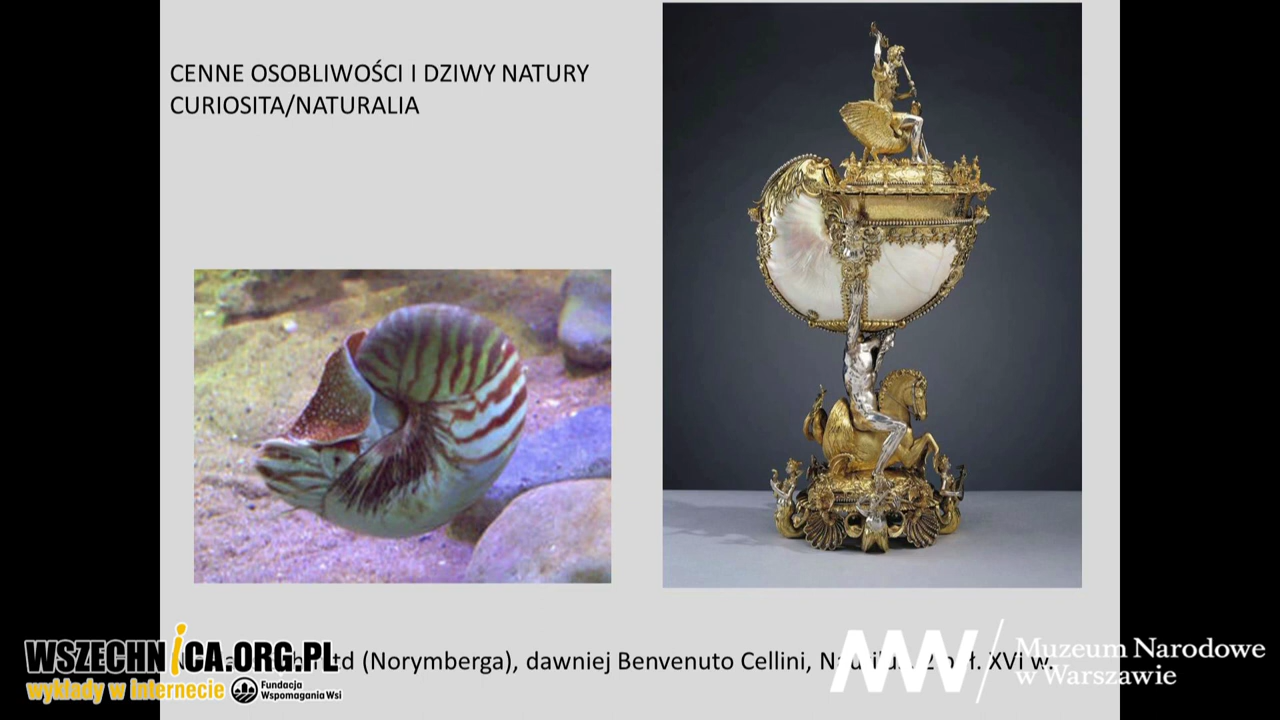 CENNE OSOBLIWOŚCI I DZIWY NATURY
CURIOSITA/NATURALIA
(Norymberga), dawniej Benvenuto Cellini, XVI w.
WSZECHNICA.ORG.PL
wykłady w internecie
Fundacja
Wspomagania Wsi
Muzeum Narodowe
w Warszawie